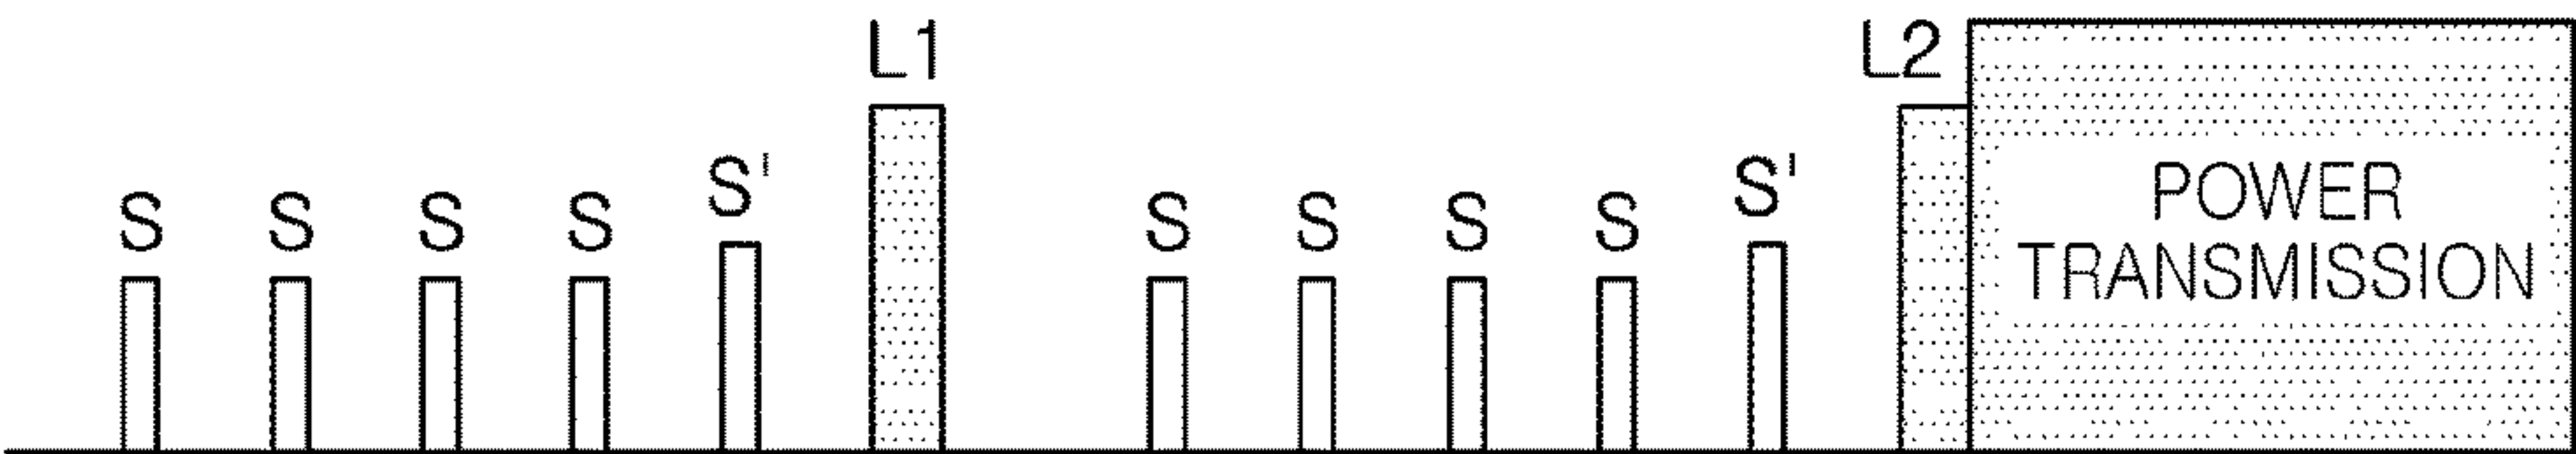 S S S S S' L1 S S S S S' L2
POWER
TRANSMISSION